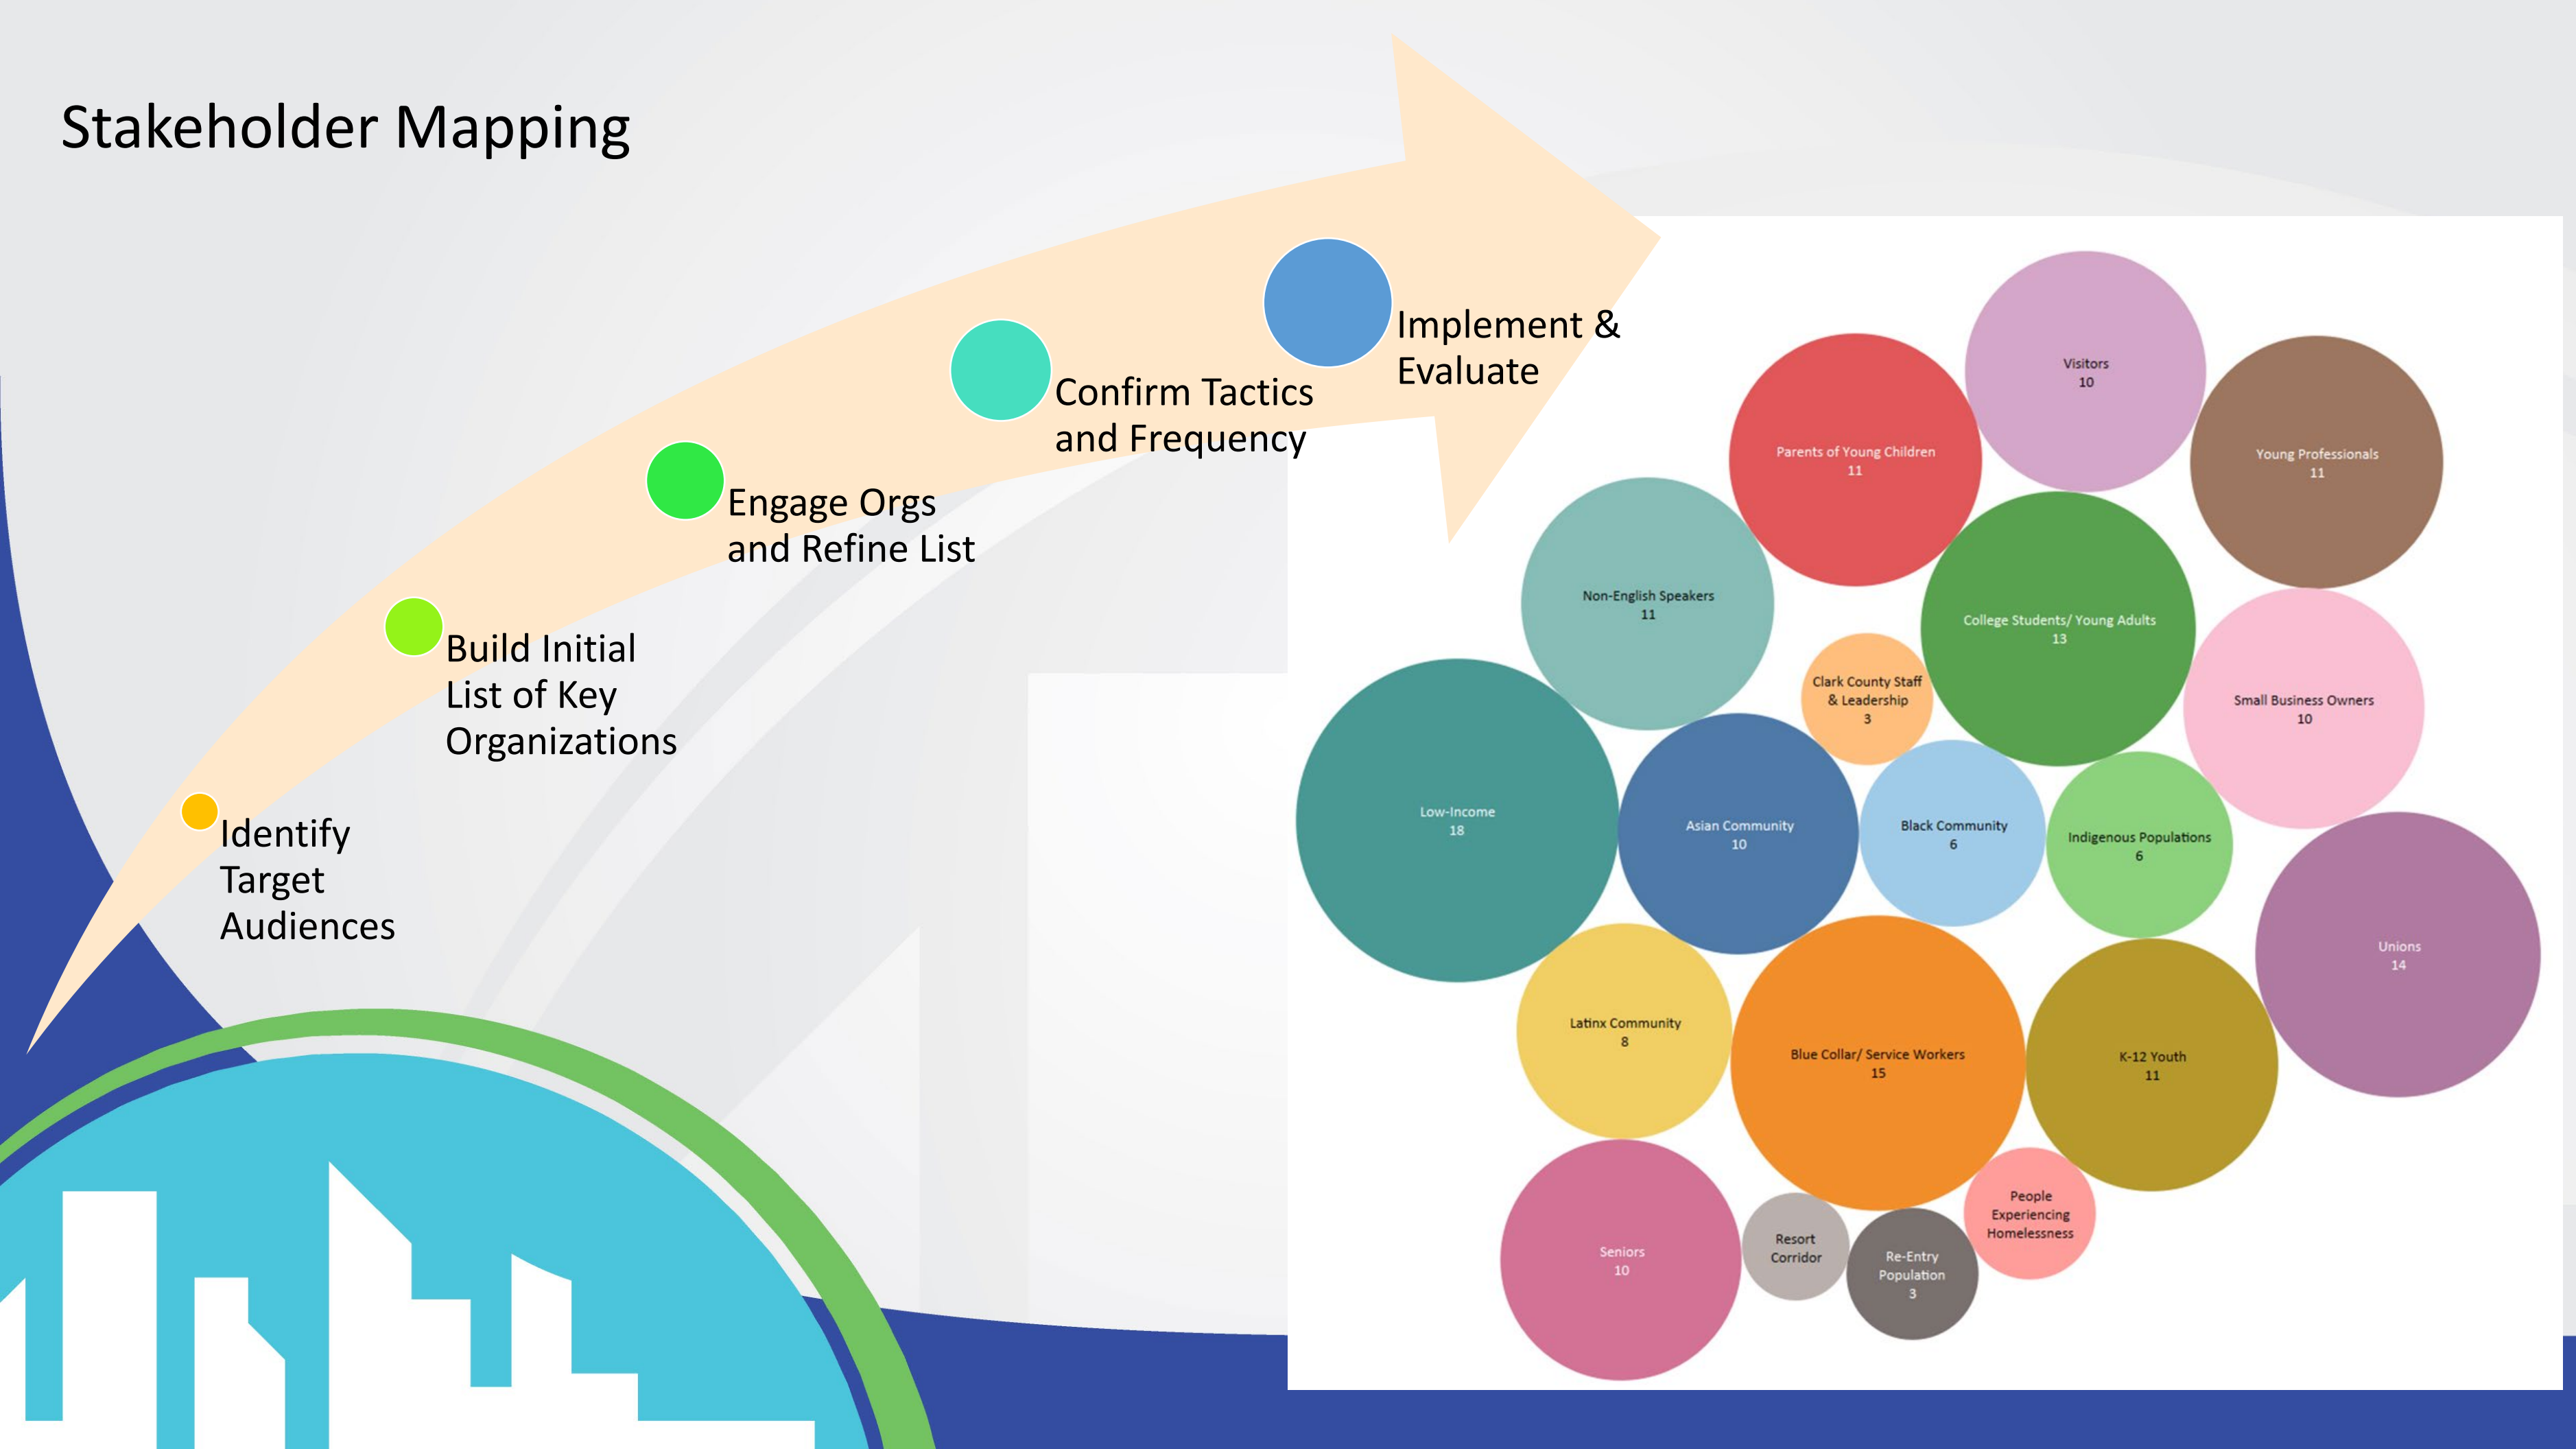 Stakeholder Mapping
Identify
Target
Audiences
Build Initial
List of Key
Organizations
Engage Orgs
and Refine List
Confirm Tactics
and Frequency
Implement &
Evaluate
Visitors
10
Parents of Young Children
11
Young Professionals
11
Non-English Speakers
11
College Students/ Young Adults
13
Clark County Staff
& Leadership
3
Small Business Owners
10
Low-Income
18
Asian Community
10
Black Community
6
Indigenous Populations
6
Unions
14
Latinx Community
8
Blue Collar/ Service Workers
15
K-12 Youth
11
People
Experiencing
Homelessness
Seniors
10
Resort
Corridor
Re-Entry
Population
3